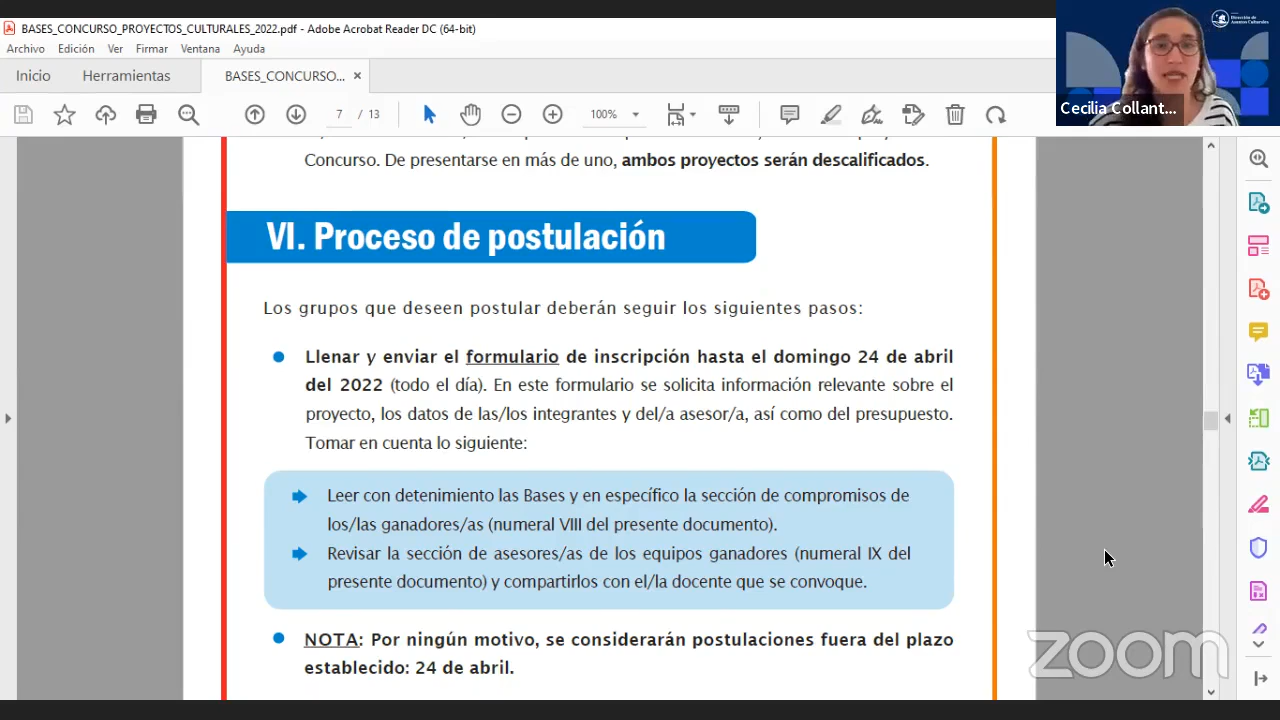 BASES_CONCURSO_PROYECTOS_CULTURALES_2022.pdf - Adobe Acrobat Reader DC (64-bit)
Archivo Edición Ver Firmar Ventana Ayuda
Inicio Herramientas BASES_CONCURSO... ×
7 / 13 100%
Dirección de
Asuntos Culturales
Cecilia Collant...
Concurso. De presentarse en más de uno, ambos proyectos serán descalificados.
VI. Proceso de postulación
Los grupos que deseen postular deberán seguir los siguientes pasos:
Llenar y enviar el formulario de inscripción hasta el domingo 24 de abril
del 2022 (todo el día). En este formulario se solicita información relevante sobre el
proyecto, los datos de las/los integrantes y del/a asesor/a, así como del presupuesto.
Tomar en cuenta lo siguiente:
Leer con detenimiento las Bases y en específico la sección de compromisos de
los/las ganadores/as (numeral VIII del presente documento).
Revisar la sección de asesores/as de los equipos ganadores (numeral IX del
presente documento) y compartirlos con el/la docente que se convoque.
NOTA: Por ningún motivo, se considerarán postulaciones fuera del plazo
establecido: 24 de abril.
zoom